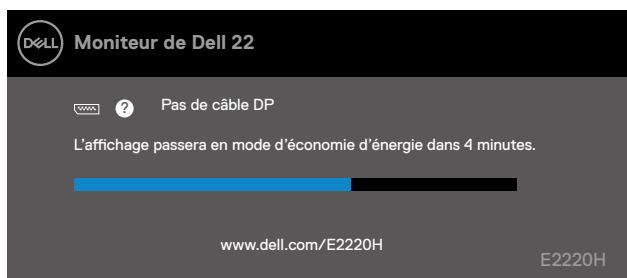 DELL
Moniteur de Dell 22
? Pas de câble DP
L'affichage passera en mode d'économie d'énergie dans 4 minutes.
www.dell.com/E2220H
E2220H